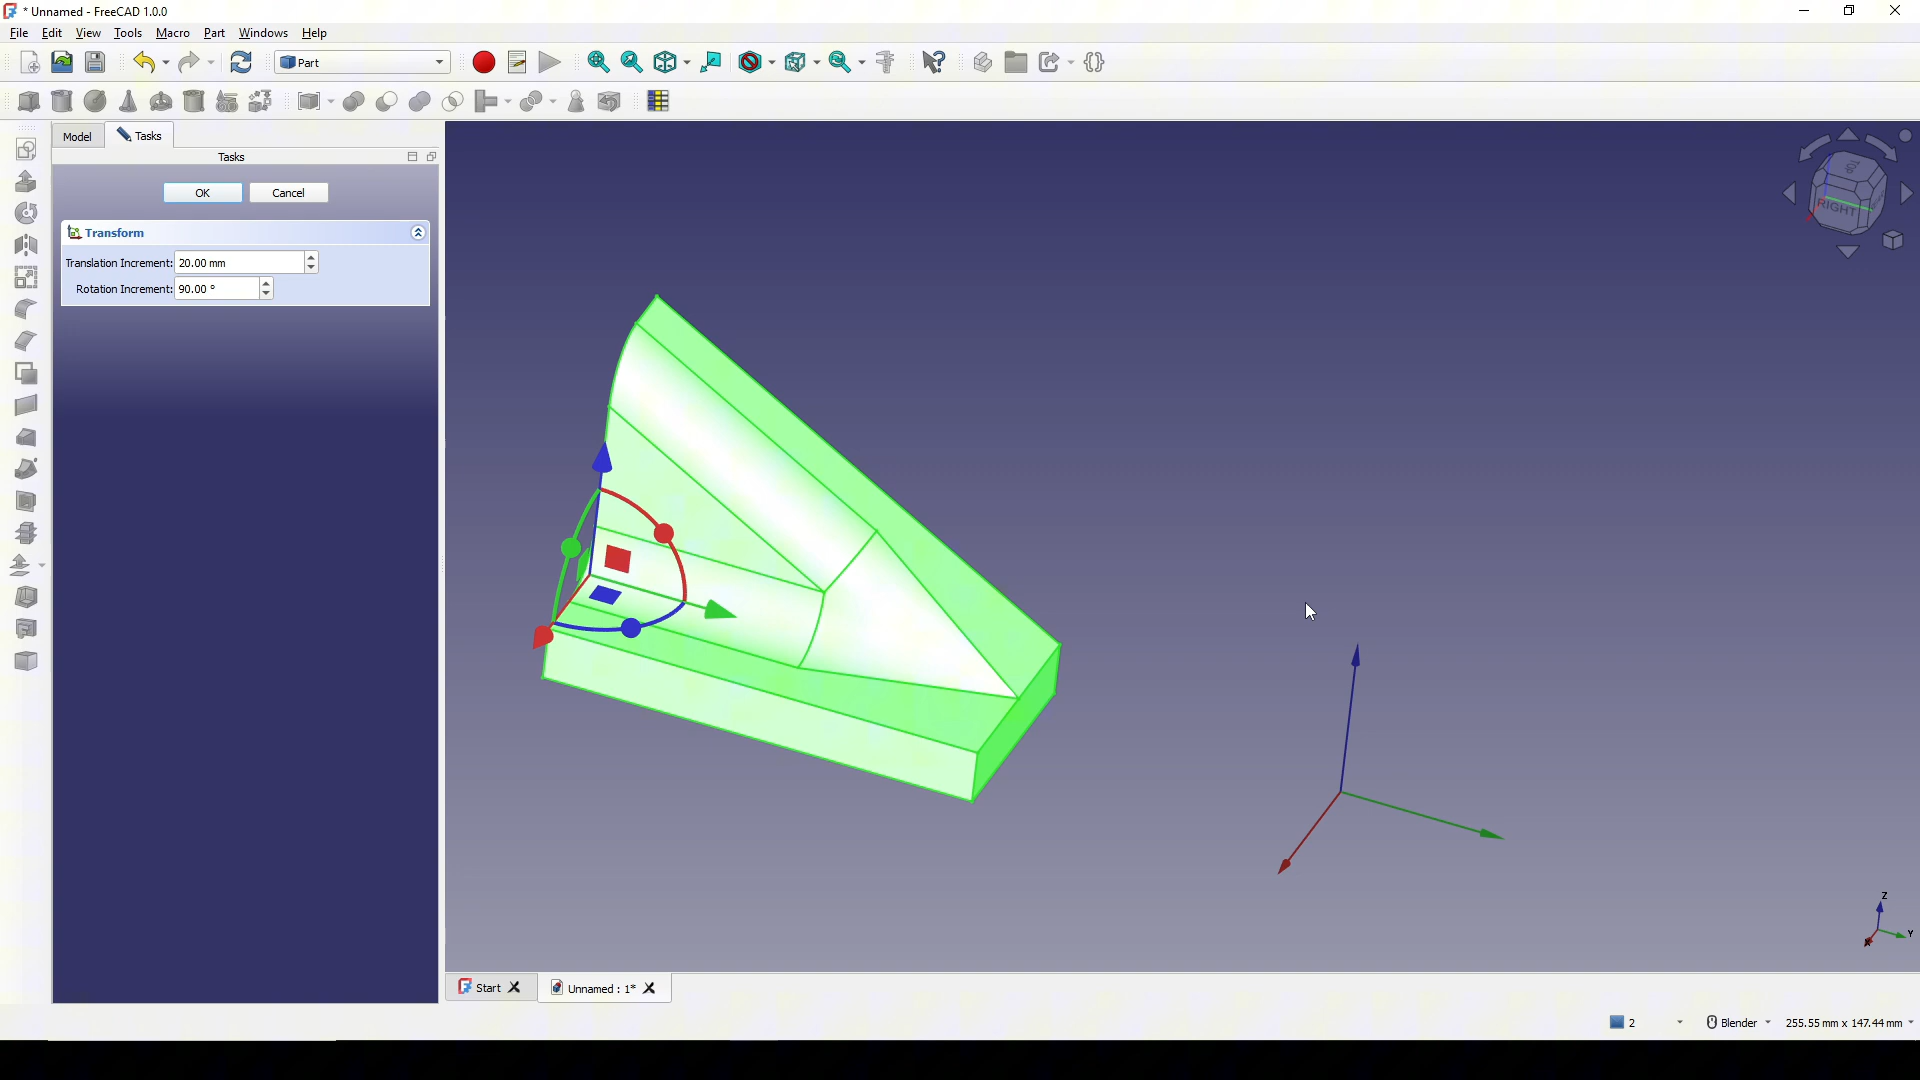 * Unnamed - FreeCAD 1.0.0
File Edit View Tools Macro Part Windows Help
Part
Model Tasks
Tasks
OK Cancel
Transform
Translation Increment: 20.00 mm
Rotation Increment: 90.00 °
TOP
RIGHT
Z
Y
X
Start Unnamed : 1*
2 Blender 255.55 mm x 147.44 mm